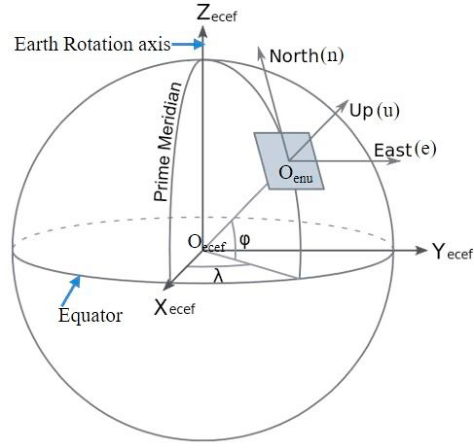 Zecef
Earth Rotation axis
North(n)
Up(u)
Prime Meridian
East(e)
Oenu
Oecef
φ
Yecef
λ
Xecef
Equator